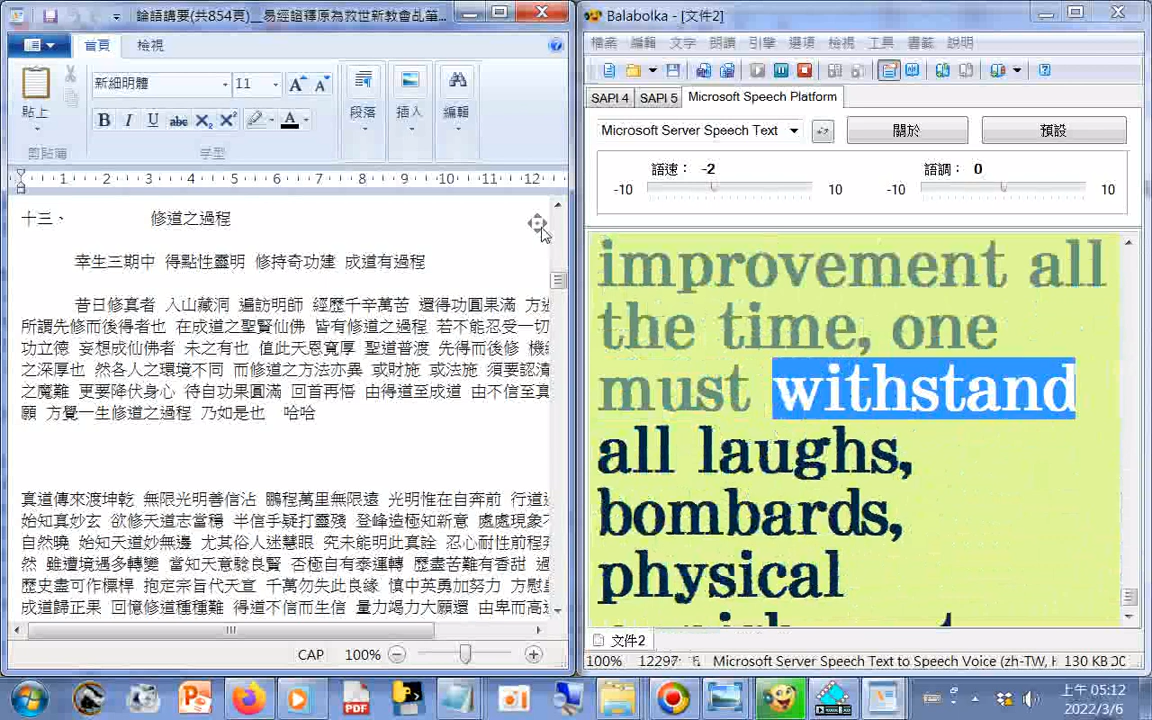 論語講要(共854頁)__易經證釋原為救世新教會乩筆...
首頁 檢視
新細明體 11
貼上
B I U abc X₂ X²
段落 插入 編輯
剪貼簿 字型
1 2 3 4 5 6 7 8 9 10 11 12
十三、 修道之過程
幸生三期中 得點性靈明 修持奇功建 成道有過程
昔日修真者 入山藏洞 遍訪明師 經歷千辛萬苦 還得功圓果滿 方
所謂先修而後得者也 在成道之聖賢仙佛 皆有修道之過程 若不能忍受一切
功立德 妄想成仙佛者 未之有也 值此天恩寬厚 聖道普渡 先得而後修
之深厚也 然各人之環境不同 而修道之方法亦異 或財施 或法施 須要認清
之魔難 更要降伏身心 待自功果圓滿 回首再悟 由得道至成道 由不信至真
願 方覺一生修道之過程 乃如是也 哈哈
真道傳來渡坤乾 無限光明善信沾 鵬程萬里無限遠 光明惟在自奔前 行道
始知真妙玄 欲修天道志當穩 半信半疑打靈殘 登峰造極知新意 處處現象
自然曉 始知天道妙無邊 尤其俗人迷慧眼 究未能明此真詮 忍心耐性前程
然 雖遭境遇多轉變 當知天意驗良賢 否極自有泰運轉 歷盡苦難有香甜
歷史盡可作標桿 抱定宗旨代天宣 千萬勿失此良緣 慎中英勇加努力 方慰
成道歸正果 回憶修道種種難 得道不信而生信 量力竭力大願還 由卑而高
CAP 100%
Balabolka - [文件2]
檔案 編輯 文字 朗讀 引擎 選項 檢視 工具 書籤 說明
SAPI 4 SAPI 5 Microsoft Speech Platform
Microsoft Server Speech Text 關於 預設
語速： -2 語調： 0
-10 10 -10 10
improvement all
the time, one
must withstand
all laughs,
bombards,
physical
文件2
100% 12297: Microsoft Server Speech Text to Speech Voice (zh-TW, H 130 KB
上午 05:12
2022/3/6